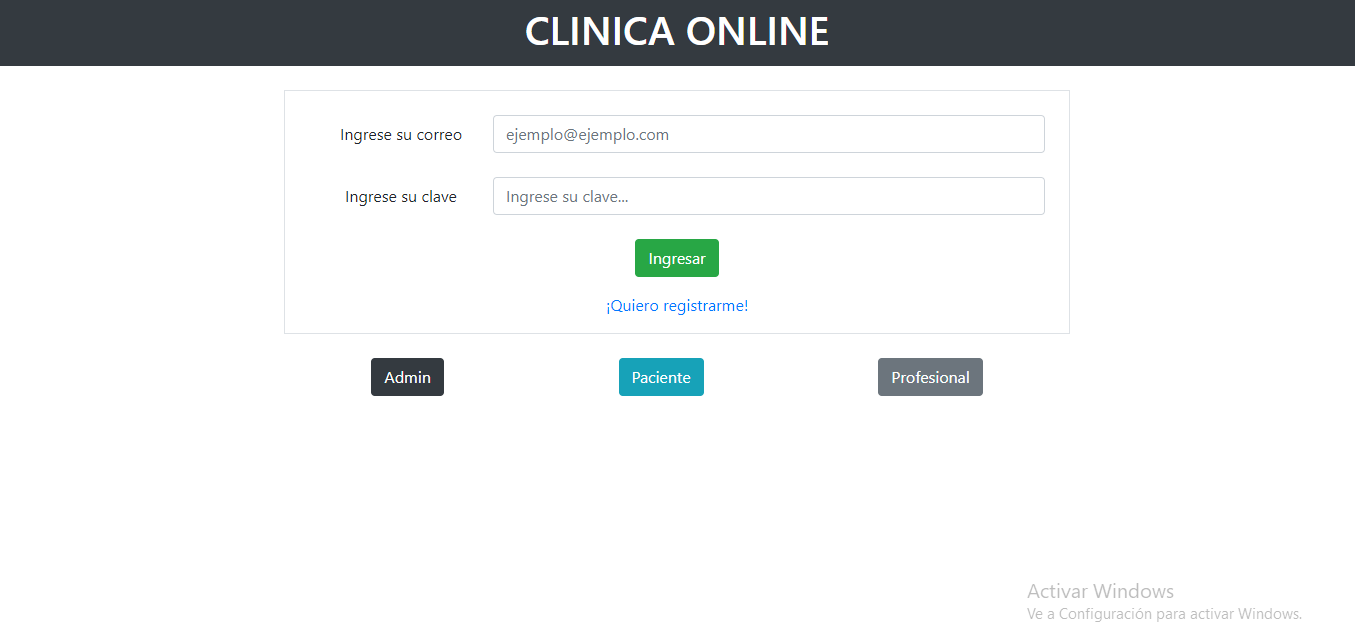 CLINICA ONLINE
Ingrese su correo ejemplo@ejemplo.com
Ingrese su clave Ingrese su clave...
Ingresar
¡Quiero registrarme!
Admin Paciente Profesional
Activar Windows
Ve a Configuración para activar Windows.